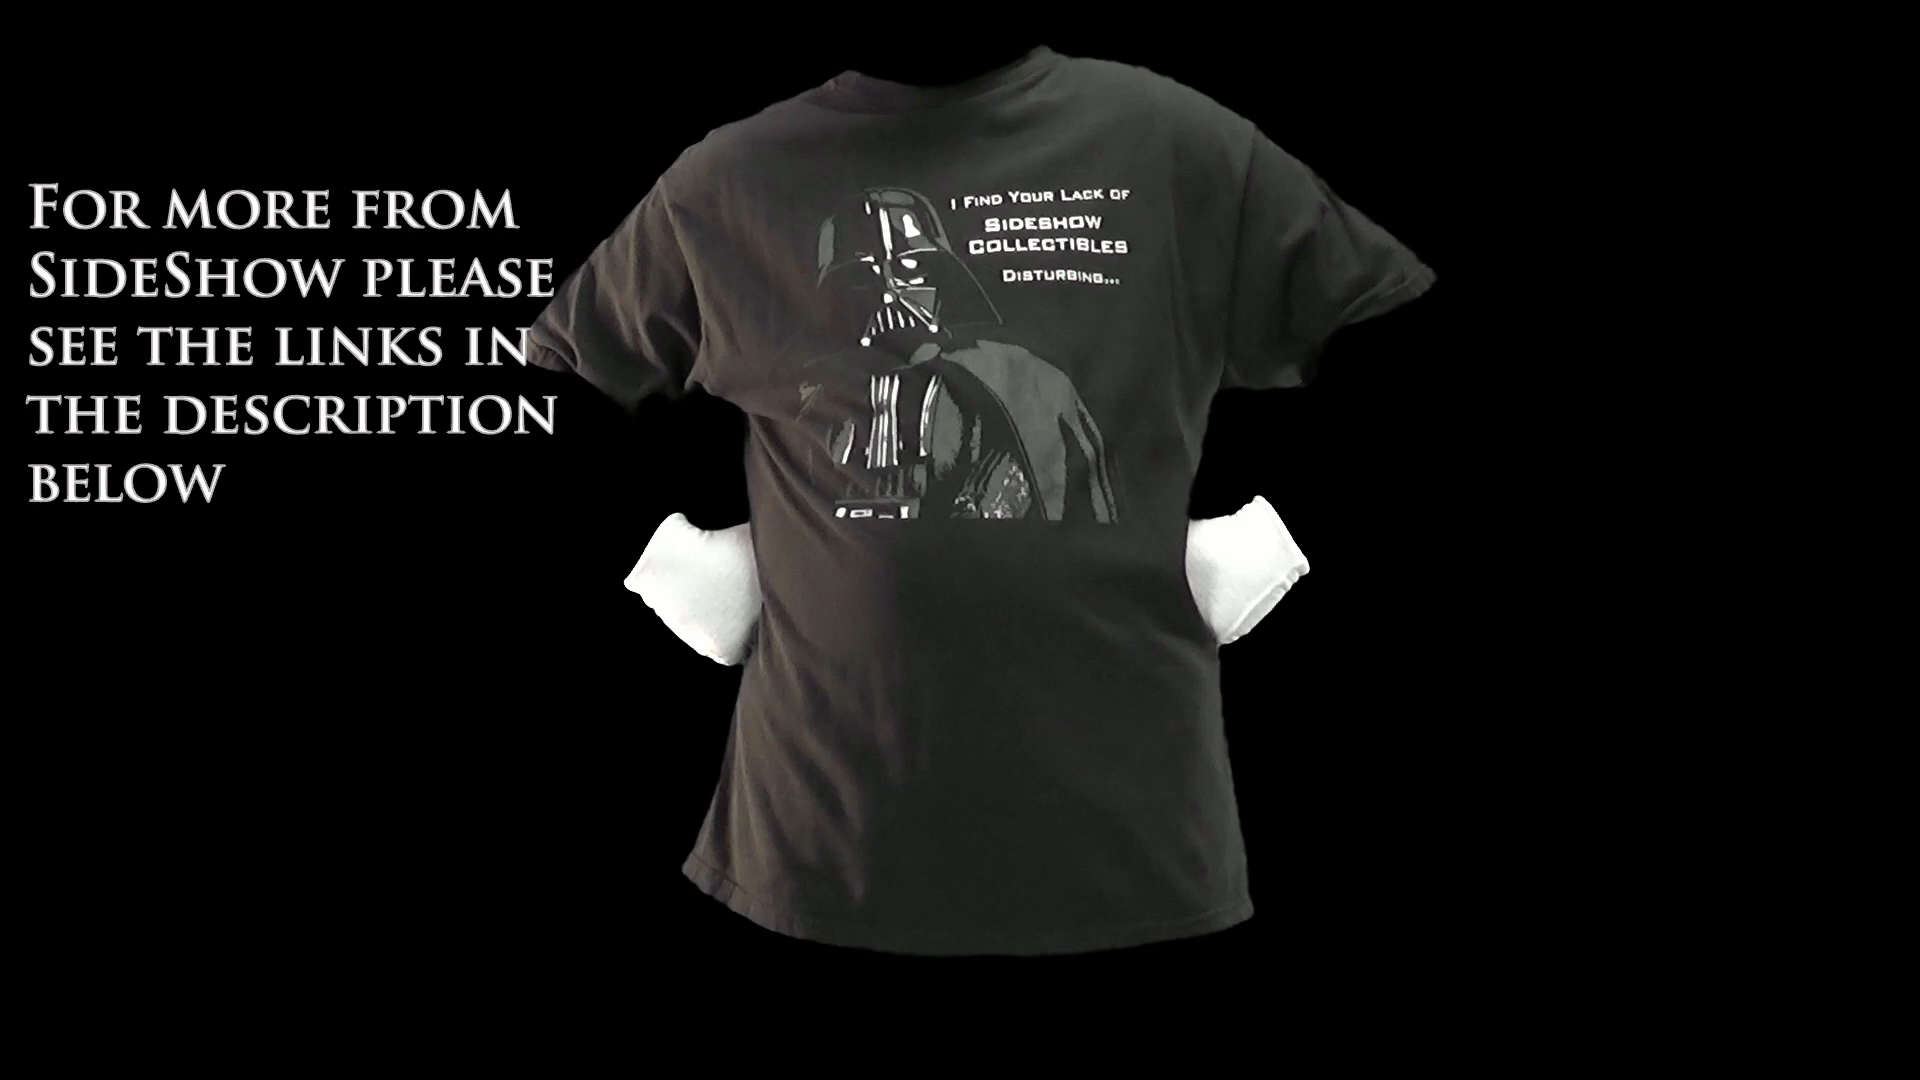 For more from
SideShow please
see the links in
the description
below
I Find Your Lack of
Sideshow
Collectibles
Disturbing...